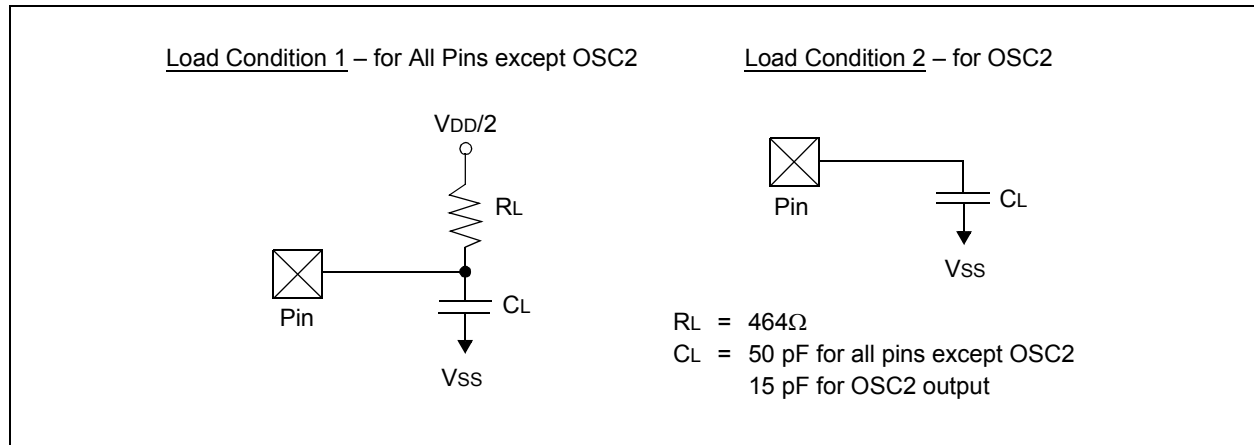 Load Condition 1 – for All Pins except OSC2
VDD/2
RL
Pin
CL
VSS
Load Condition 2 – for OSC2
Pin
CL
VSS
RL = 464Ω
CL = 50 pF for all pins except OSC2
15 pF for OSC2 output